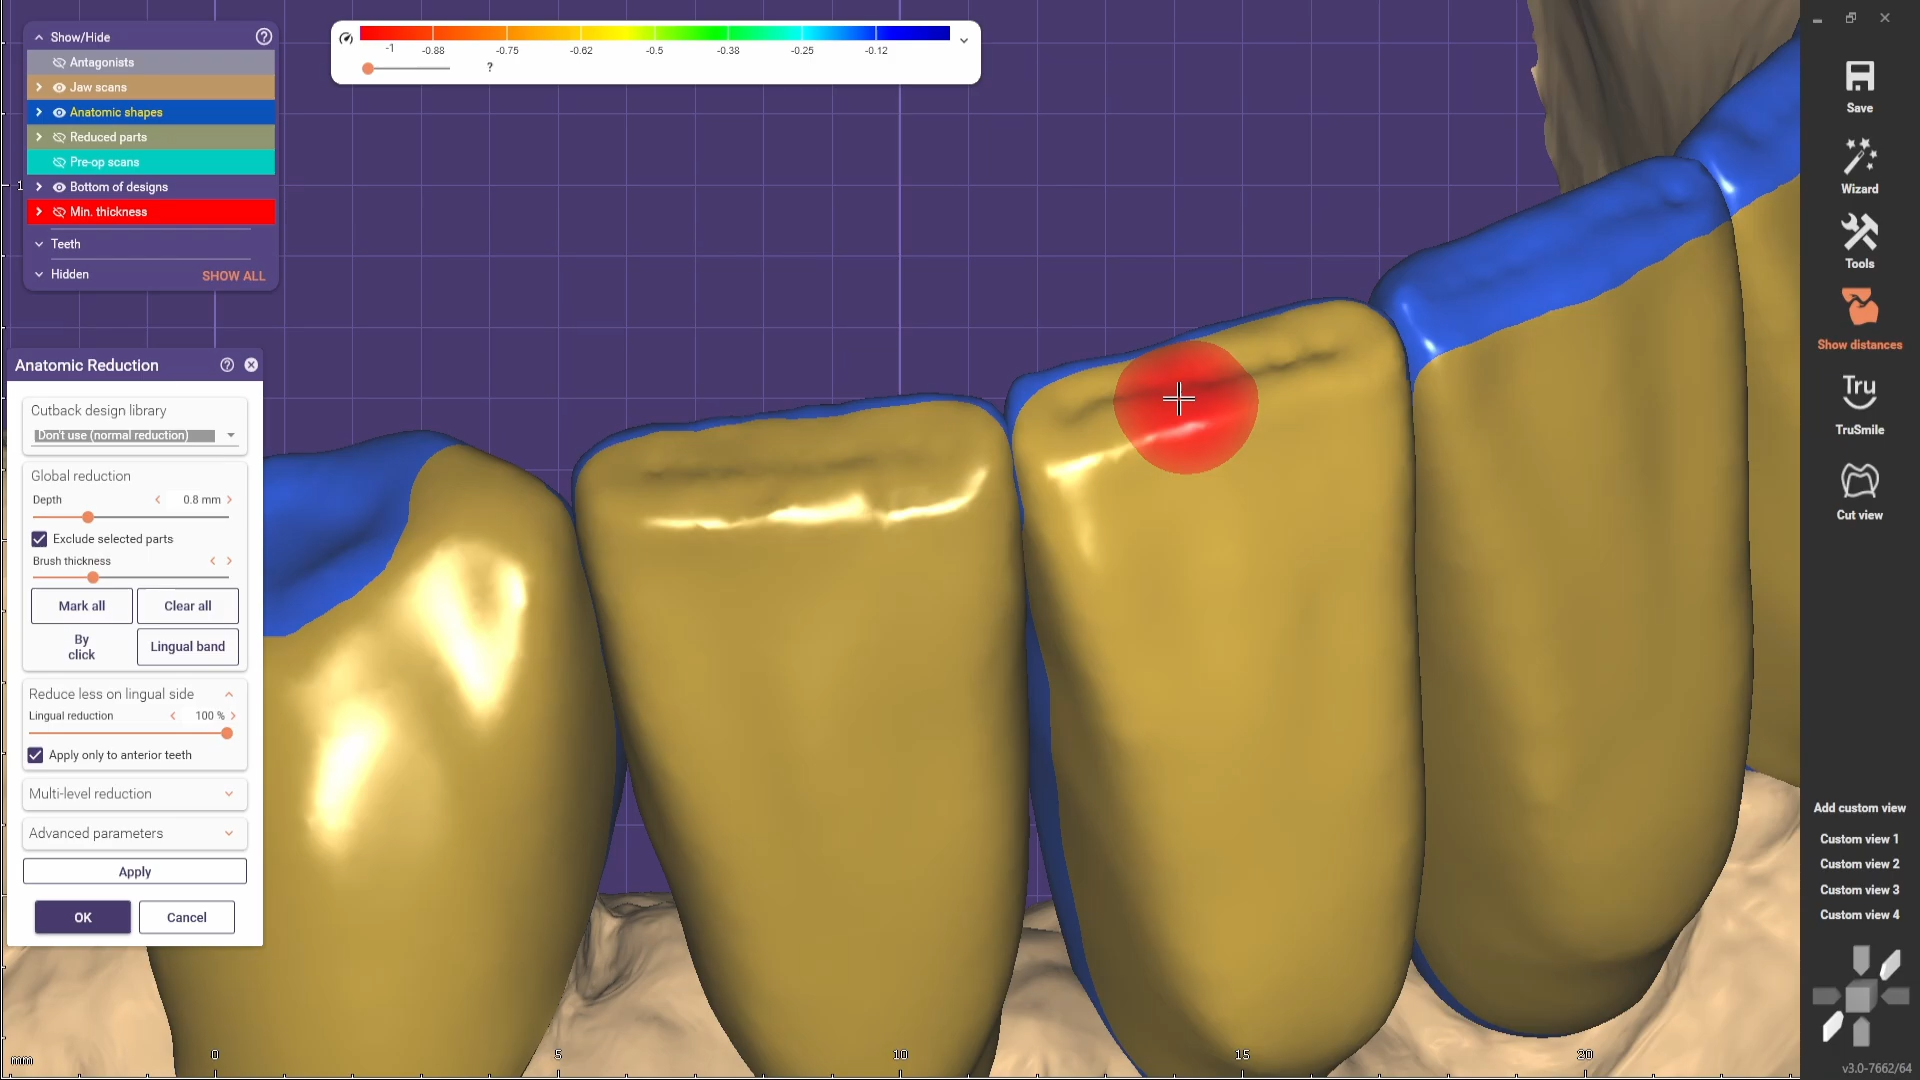 Show/Hide
Antagonists
Jaw scans
Anatomic shapes
Reduced parts
Pre-op scans
Bottom of designs
Min. thickness
Teeth
Hidden SHOW ALL
-1 -0.88 -0.75 -0.62 -0.5 -0.38 -0.25 -0.12
?
1
Anatomic Reduction ?
Cutback design library
Don't use (normal reduction)
Global reduction
Depth 0.8 mm
Exclude selected parts
Brush thickness
Mark all Clear all
By click Lingual band
Reduce less on lingual side
Lingual reduction 100 %
Apply only to anterior teeth
Multi-level reduction
Advanced parameters
Apply
OK Cancel
mm 0 5 10 15 20
Save
Wizard
Tools
Show distances
Tru
TruSmile
Cut view
Add custom view
Custom view 1
Custom view 2
Custom view 3
Custom view 4
v3.0-7662/64